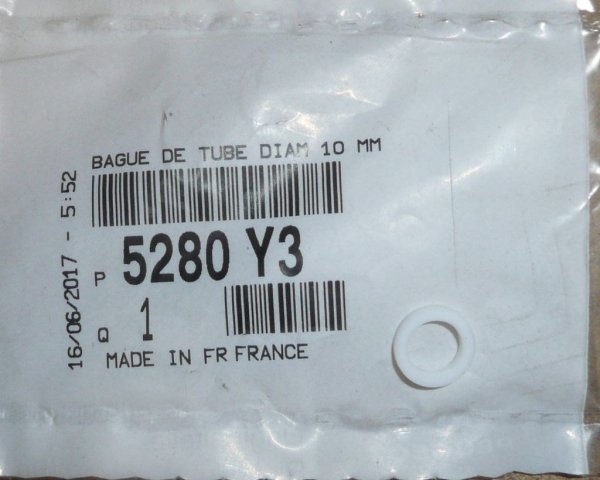 BAGUE DE TUBE DIAM 10 MM
P 5280 Y3
Q 1
MADE IN FR FRANCE
16/06/2017 - 5:52